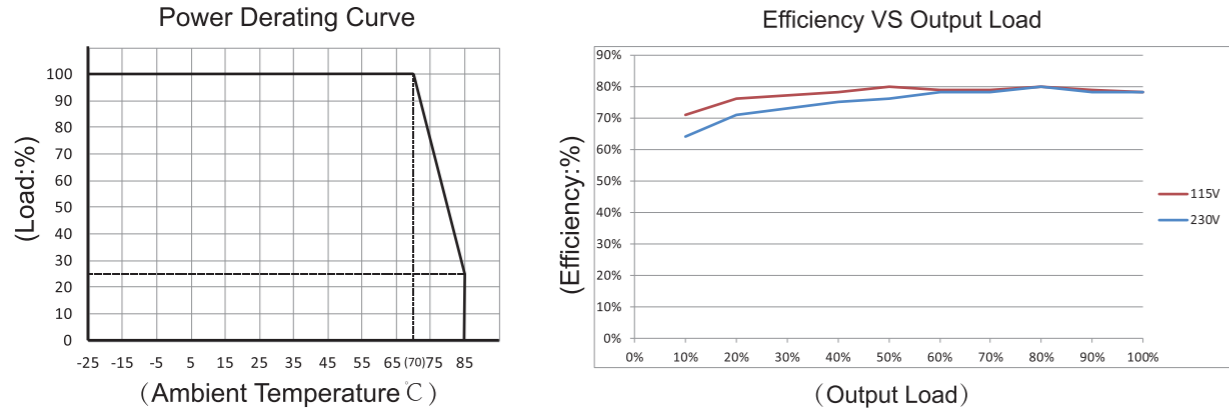 Power Derating Curve
(Load:%)
100
90
80
70
60
50
40
30
20
10
0
-25 -15 -5 5 15 25 35 45 55 65 (70) 75 85
(Ambient Temperature ℃)
Efficiency VS Output Load
(Efficiency:%)
90%
80%
70%
60%
50%
40%
30%
20%
10%
0%
0% 10% 20% 30% 40% 50% 60% 70% 80% 90% 100%
(Output Load)
115V
230V